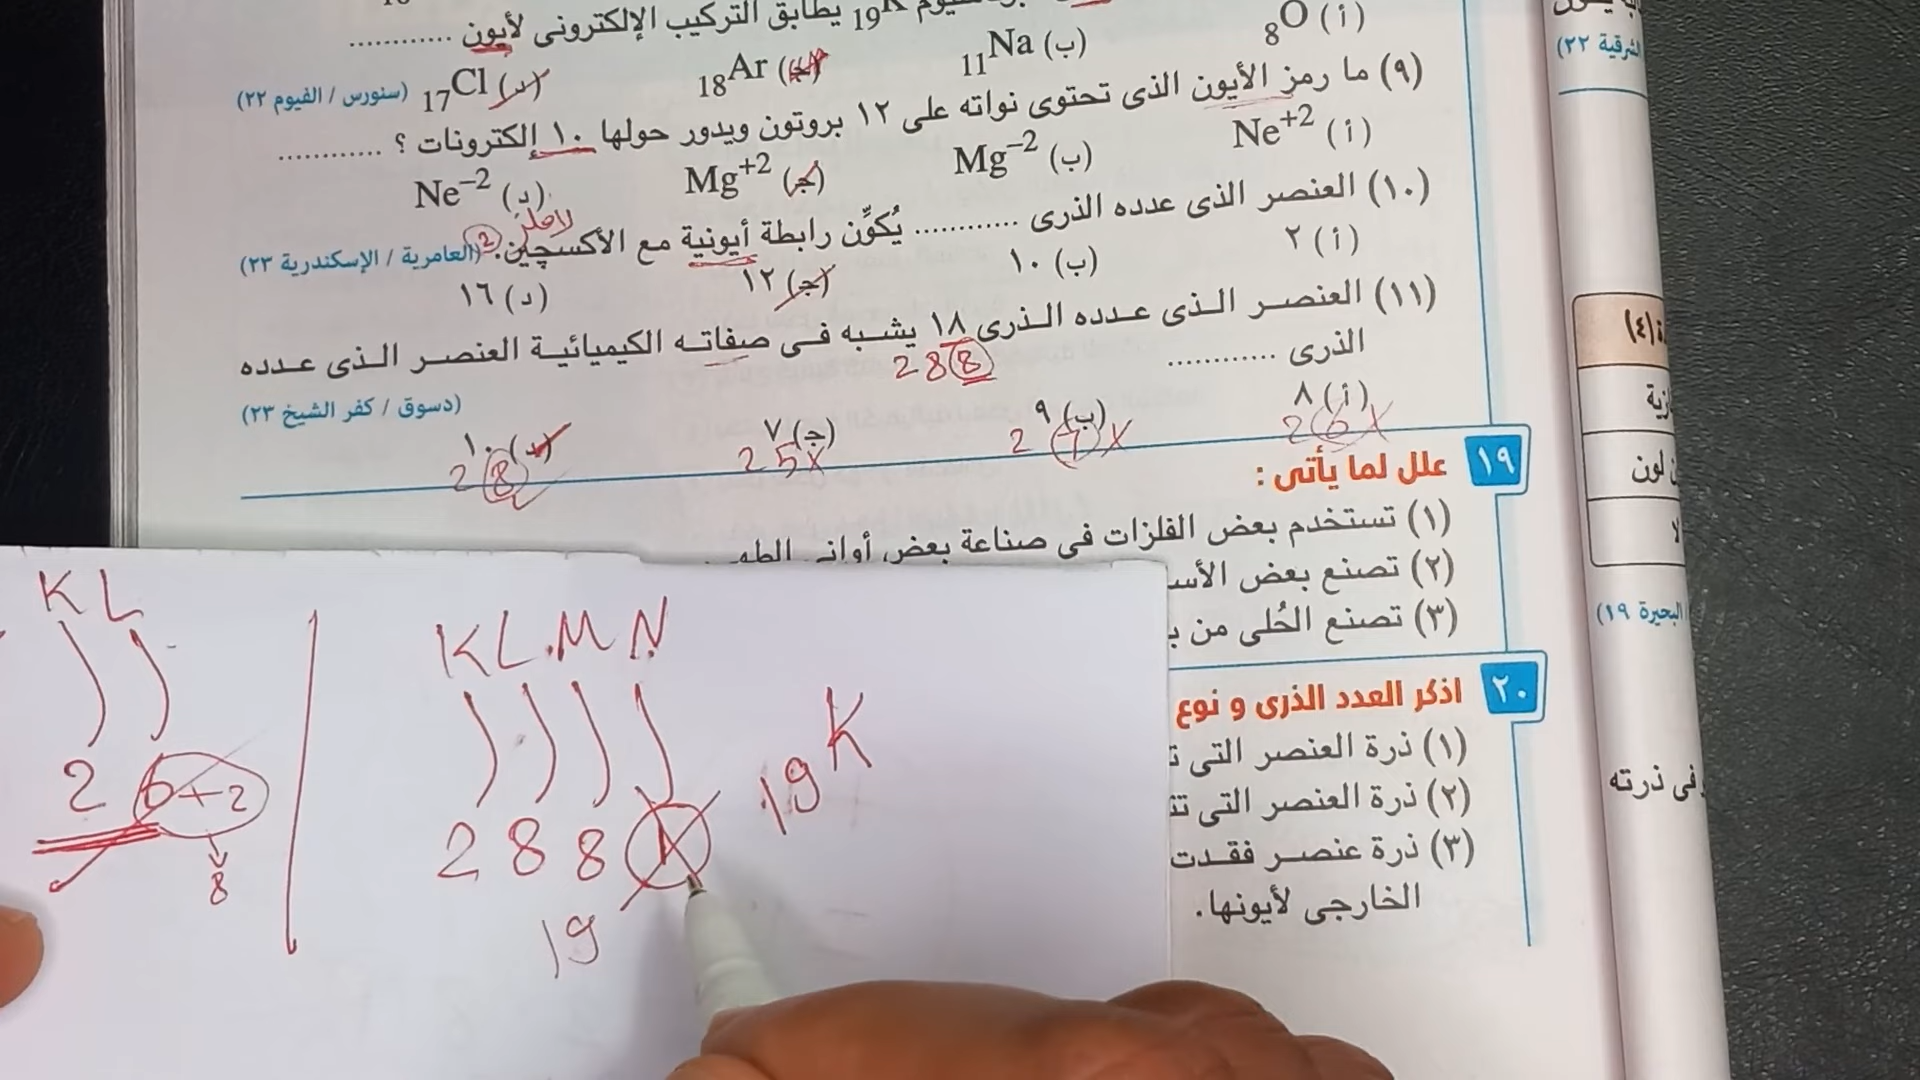 19K يطابق التركيب الإلكترونى لأيون ............
(أ) 8O
(ب) 11Na
(جـ) 18Ar
(د) 17Cl
(سنورس / الفيوم ٢٢)
(٩) ما رمز الأيون الذى تحتوى نواته على ١٢ بروتون ويدور حولها ١٠ إلكترونات ؟ ............
(أ) Ne+2
(ب) Mg−2
(جـ) Mg+2
(د) Ne−2
(١٠) العنصر الذى عدده الذرى ............ يُكوِّن رابطة أيونية مع الأكسچين.
2
(العامرية / الإسكندرية ٢٣)
(أ) ٢
(ب) ١٠
(جـ) ١٢
(د) ١٦
(١١) العنصر الذى عدده الذرى ١٨ يشبه فى صفاته الكيميائية العنصر الذى عدده
الذرى ............
2 8 8
(دسوق / كفر الشيخ ٢٣)
(أ) ٨
2 6 X
(ب) ٩
2 7 X
(جـ) ٧
2 5 X
(د) ١٠
2 8
١٩ علل لما يأتى :
(١) تستخدم بعض الفلزات فى صناعة بعض أوانى
(٢) تصنع بعض
(٣) تصنع الحُلى من
٢٠ اذكر العدد الذرى و نوع
(١) ذرة العنصر التى
(٢) ذرة العنصر التى
(٣) ذرة عنصر فقدت
الخارجى لأيونها.
K L
2 6+2
8
K L M N
2 8 8 1
19
19K
(الشرقية ٢٢)
(٤)
لون
لا
(البحيرة ١٩)
فى ذرته